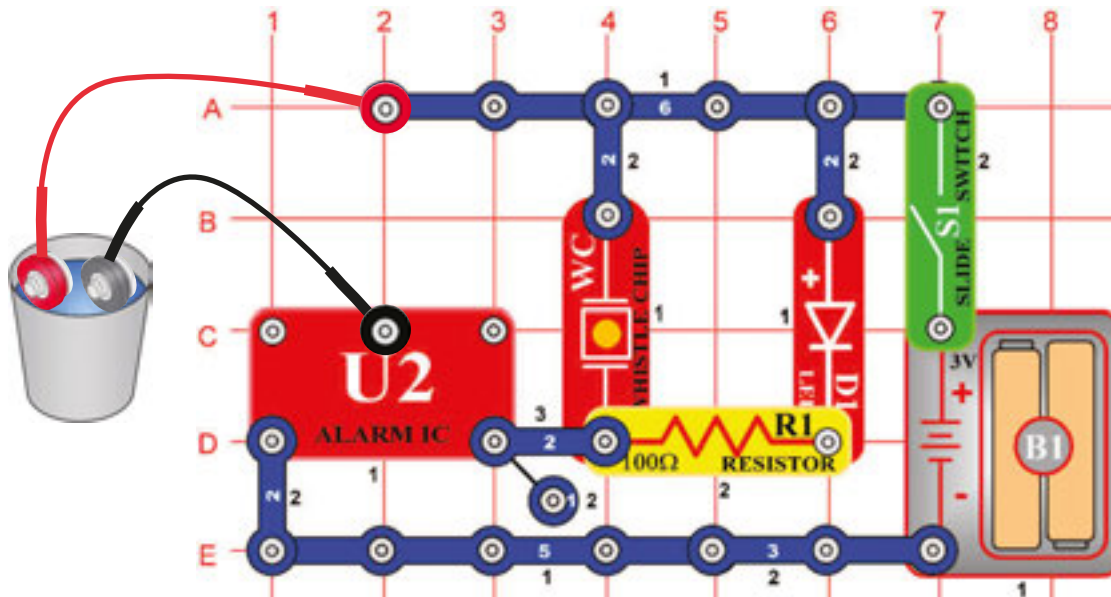 1 2 3 4 5 6 7 8
A
1
6
2 2
2 2
2
SLIDE SWITCH
S1
B
WC
WHISTLE CHIP
1
+
1
D1
C
U2
ALARM IC
1
3V
+
B1
-
3
2
D
R1
100Ω RESISTOR
2
2 2
1 2
E
5
1
3
2
1